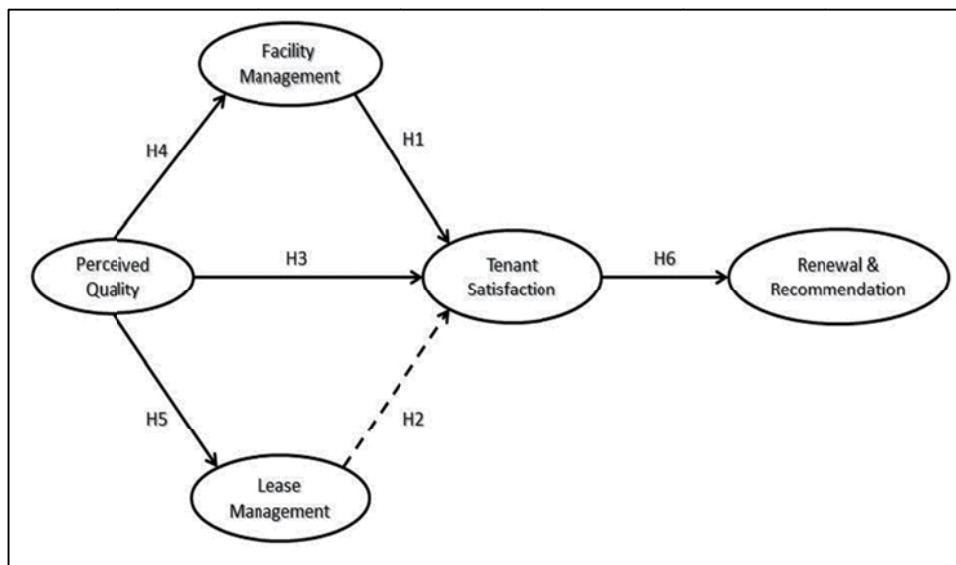 Facility
Management
H4
H1
Perceived
Quality
H3
Tenant
Satisfaction
H6
Renewal &
Recommendation
H5
H2
Lease
Management